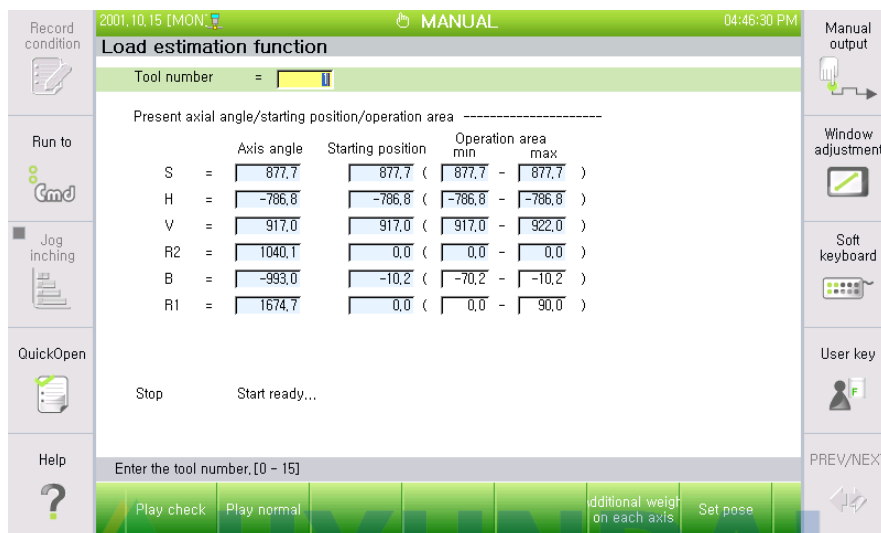 2001,10,15 [MON] MANUAL 04:46:30 PM
Load estimation function
Tool number =
Present axial angle/starting position/operation area ---------------------
Axis angle Starting position Operation area
min max
S = 877,7 877,7 ( 877,7 - 877,7 )
H = -786,8 -786,8 ( -786,8 - -786,8 )
V = 917,0 917,0 ( 917,0 - 922,0 )
R2 = 1040,1 0,0 ( 0,0 - 0,0 )
B = -993,0 -10,2 ( -70,2 - -10,2 )
R1 = 1674,7 0,0 ( 0,0 - 90,0 )
Stop Start ready,,,
Enter the tool number,[0 - 15]
Play check Play normal
dditional weigh
on each axis
Set pose
Record
condition
Run to
Cmd
Jog
inching
QuickOpen
Help
?
Manual
output
Window
adjustment
Soft
keyboard
User key
F
PREV/NEX